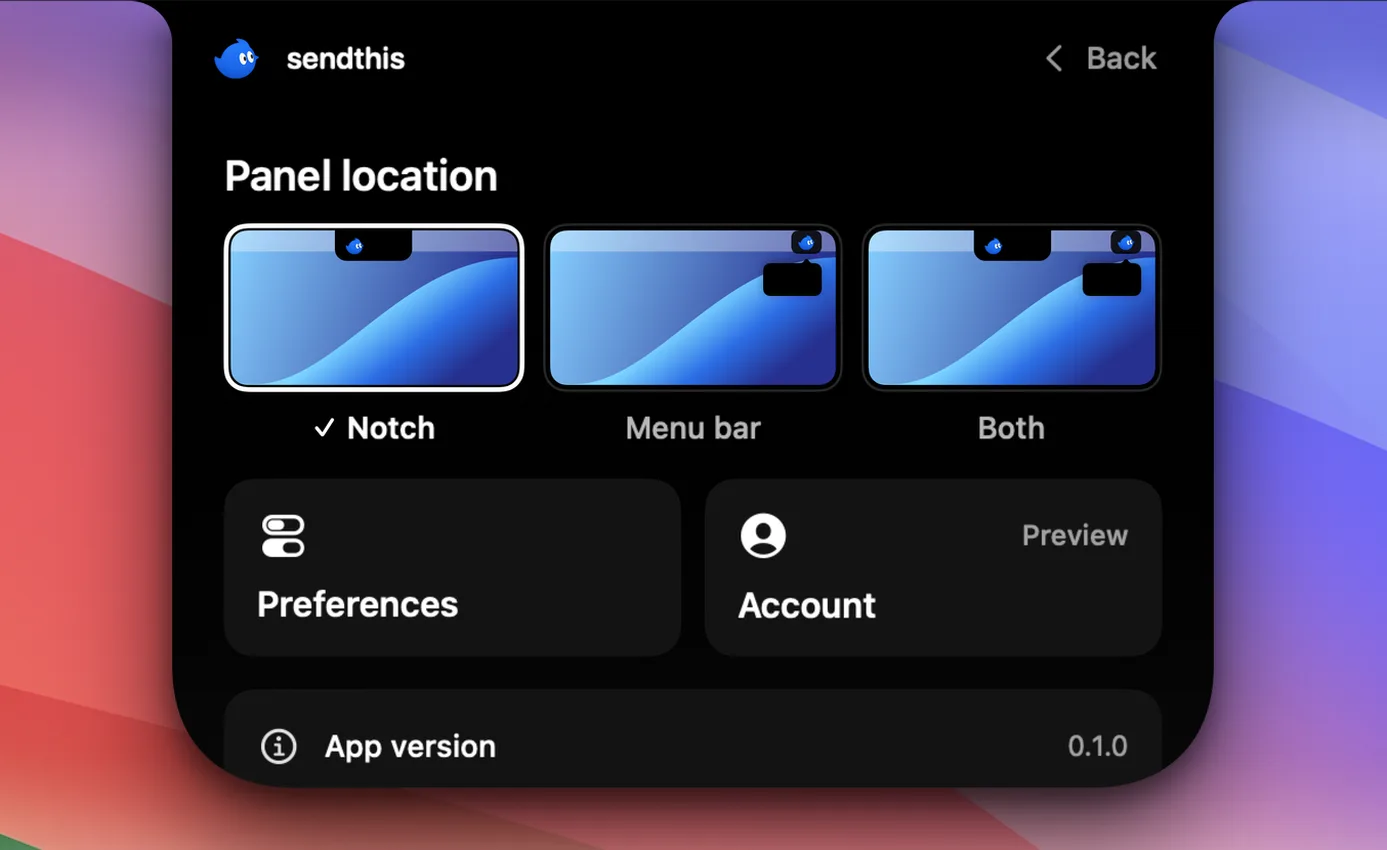 sendthis
Back
Panel location
Notch
Menu bar
Both
Preview
Preferences
Account
App version
0.1.0